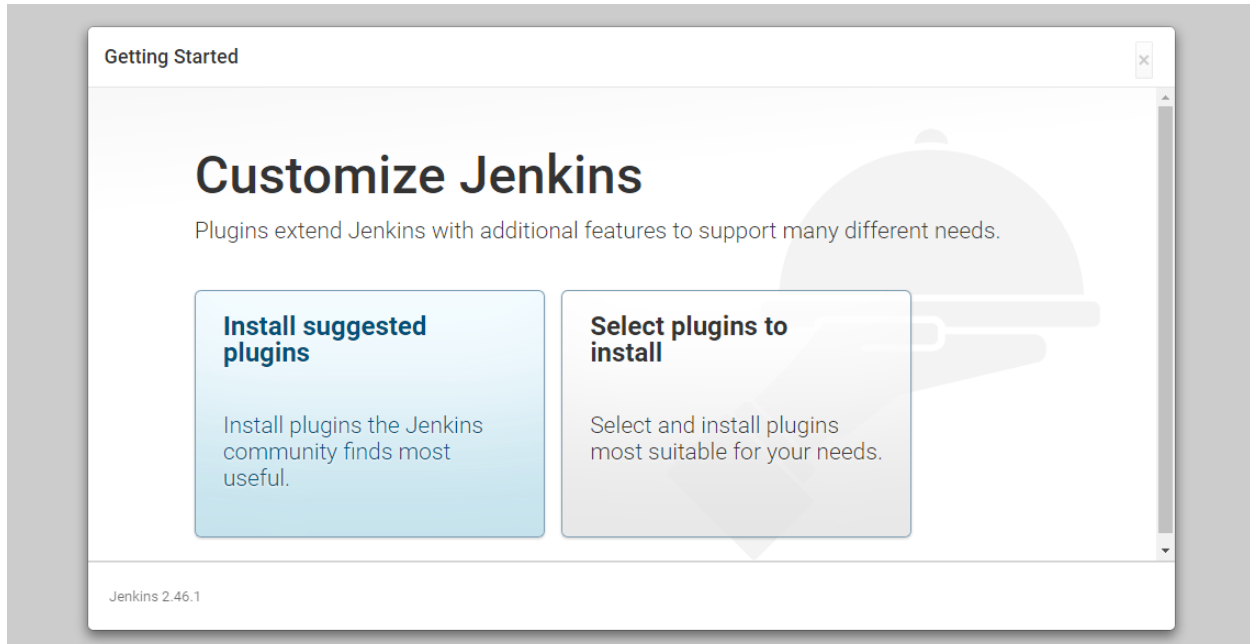 Getting Started
×
Customize Jenkins
Plugins extend Jenkins with additional features to support many different needs.
Install suggested
plugins
Install plugins the Jenkins
community finds most
useful.
Select plugins to
install
Select and install plugins
most suitable for your needs.
Jenkins 2.46.1